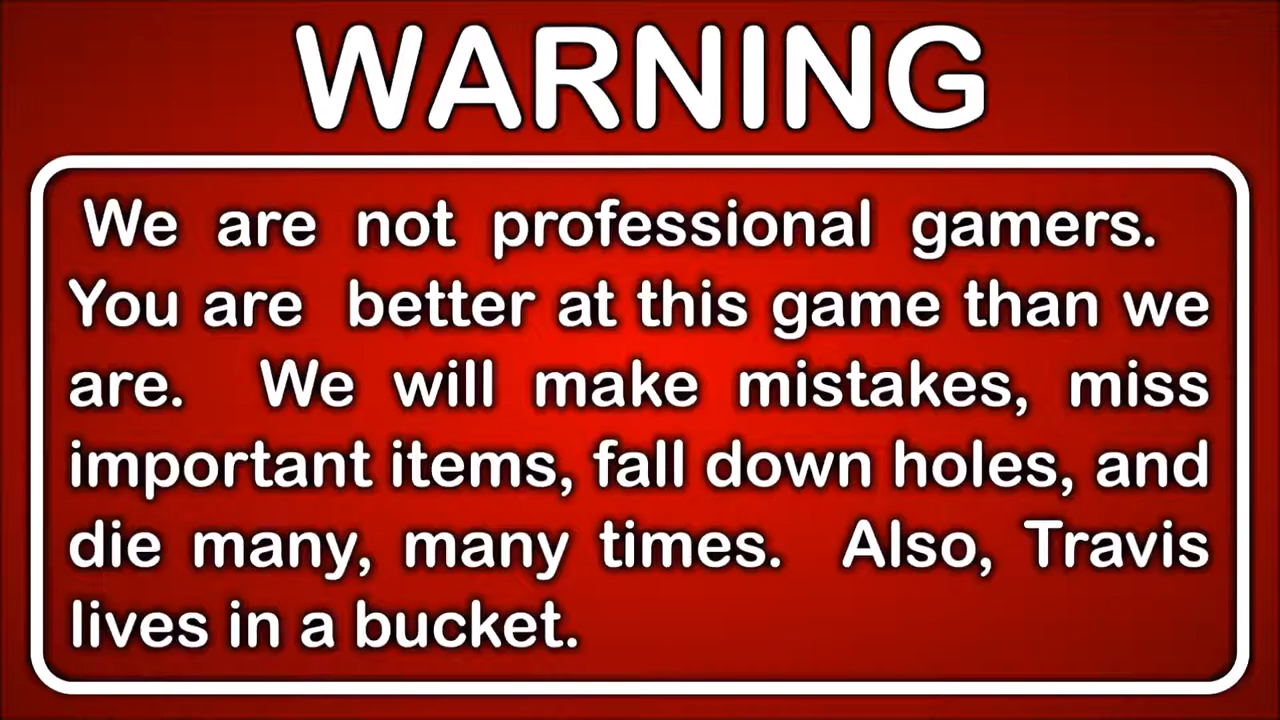 WARNING
We are not professional gamers.
You are better at this game than we
are. We will make mistakes, miss
important items, fall down holes, and
die many, many times. Also, Travis
lives in a bucket.